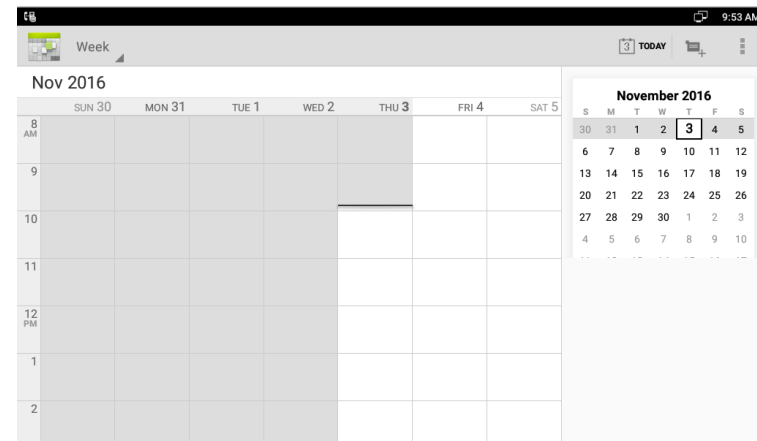 9:53 AM
Week
3 TODAY
Nov 2016
SUN 30 MON 31 TUE 1 WED 2 THU 3 FRI 4 SAT 5
8
AM
9
10
11
12
PM
1
2
November 2016
S M T W T F S
30 31 1 2 3 4 5
6 7 8 9 10 11 12
13 14 15 16 17 18 19
20 21 22 23 24 25 26
27 28 29 30 1 2 3
4 5 6 7 8 9 10